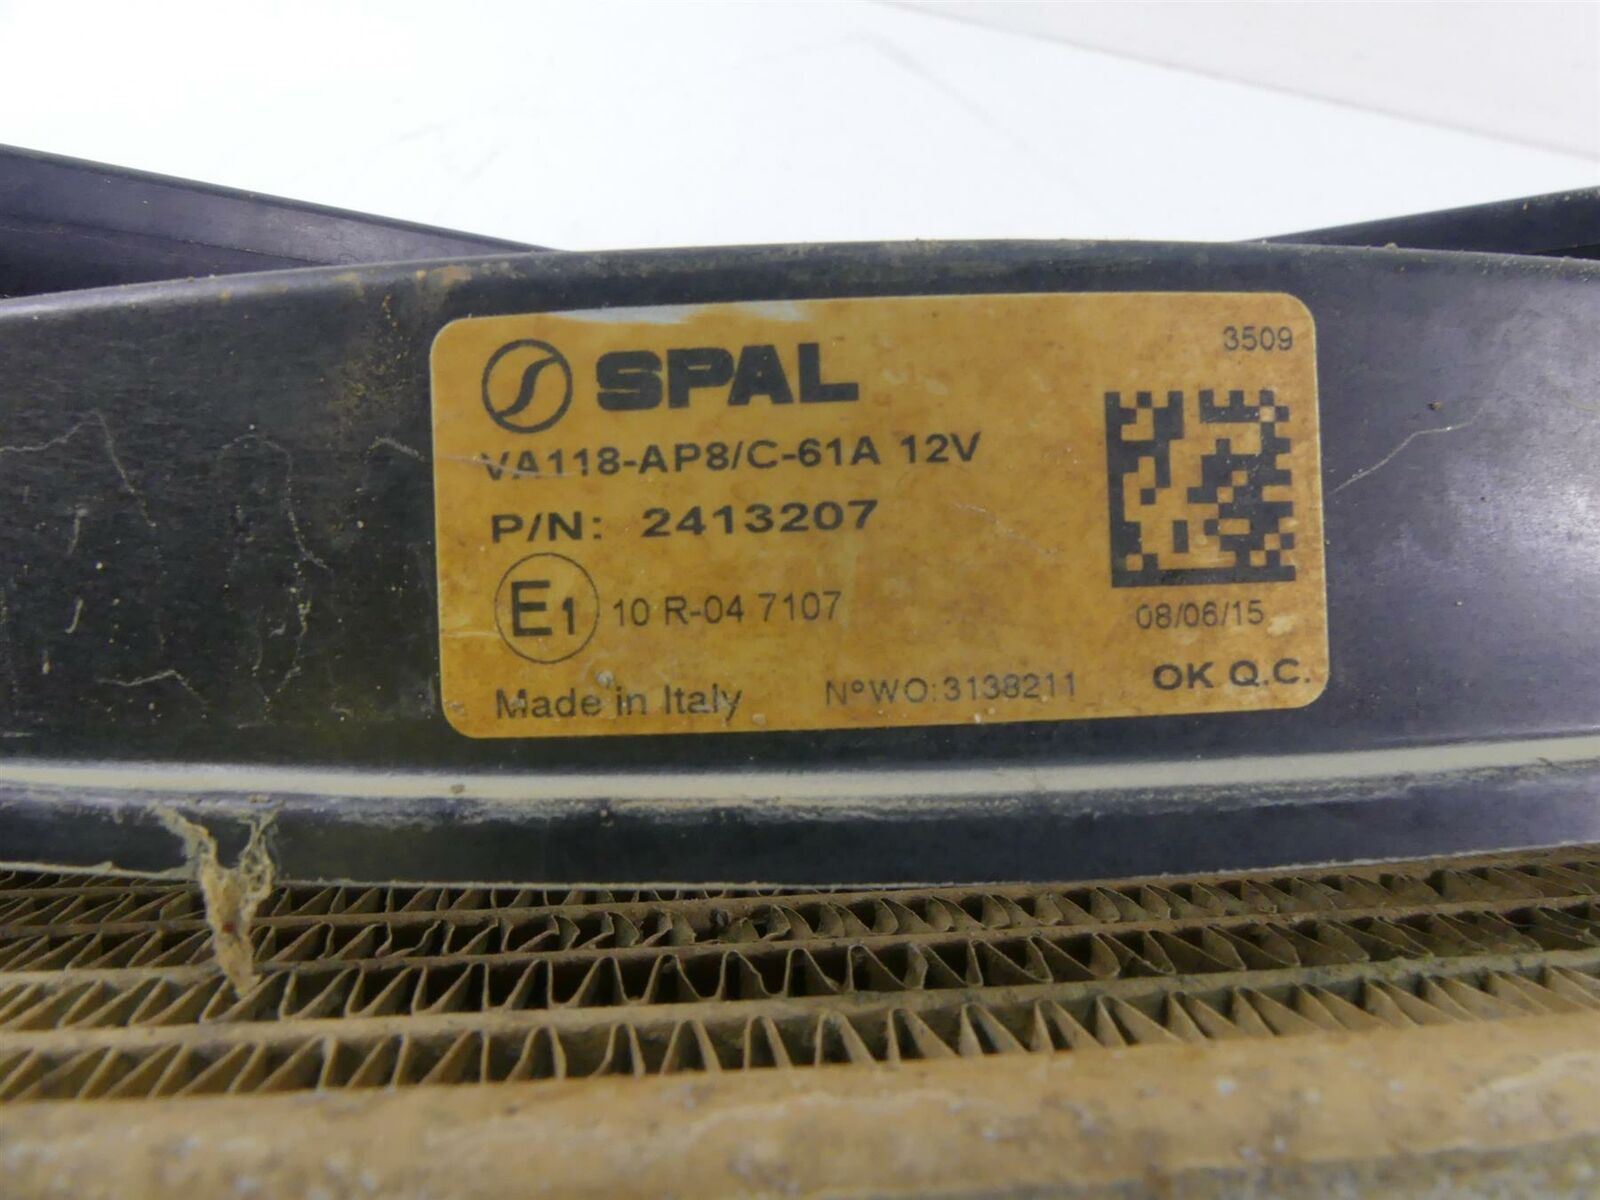 SPAL
3509
VA118-AP8/C-61A 12V
P/N: 2413207
E1 10 R-04 7107
08/06/15
Made in Italy
N°WO:3138211
OK Q.C.